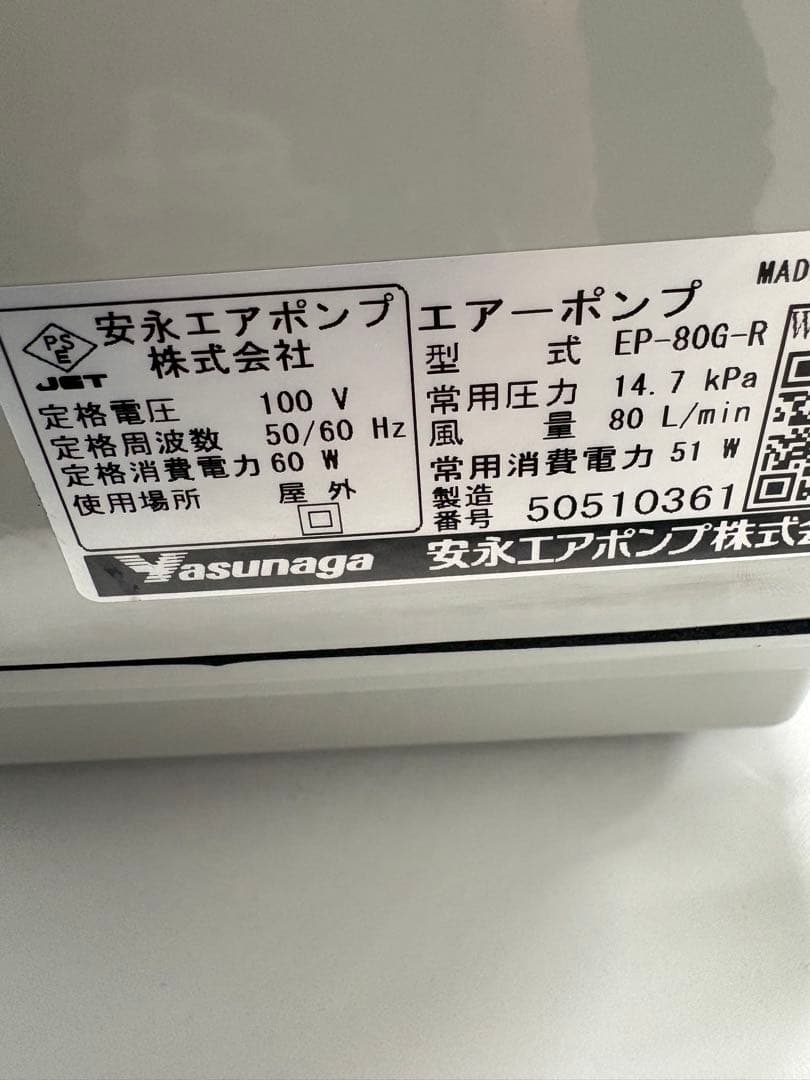 PSE
JET
安永エアポンプ
株式会社
定格電圧 100 V
定格周波数 50/60 Hz
定格消費電力 60 W
使用場所 屋 外
エアーポンプ
型 式 EP-80G-R
常用圧力 14.7 kPa
風 量 80 L/min
常用消費電力 51 W
製造
番号 50510361
MAD
Yasunaga
安永エアポンプ株式